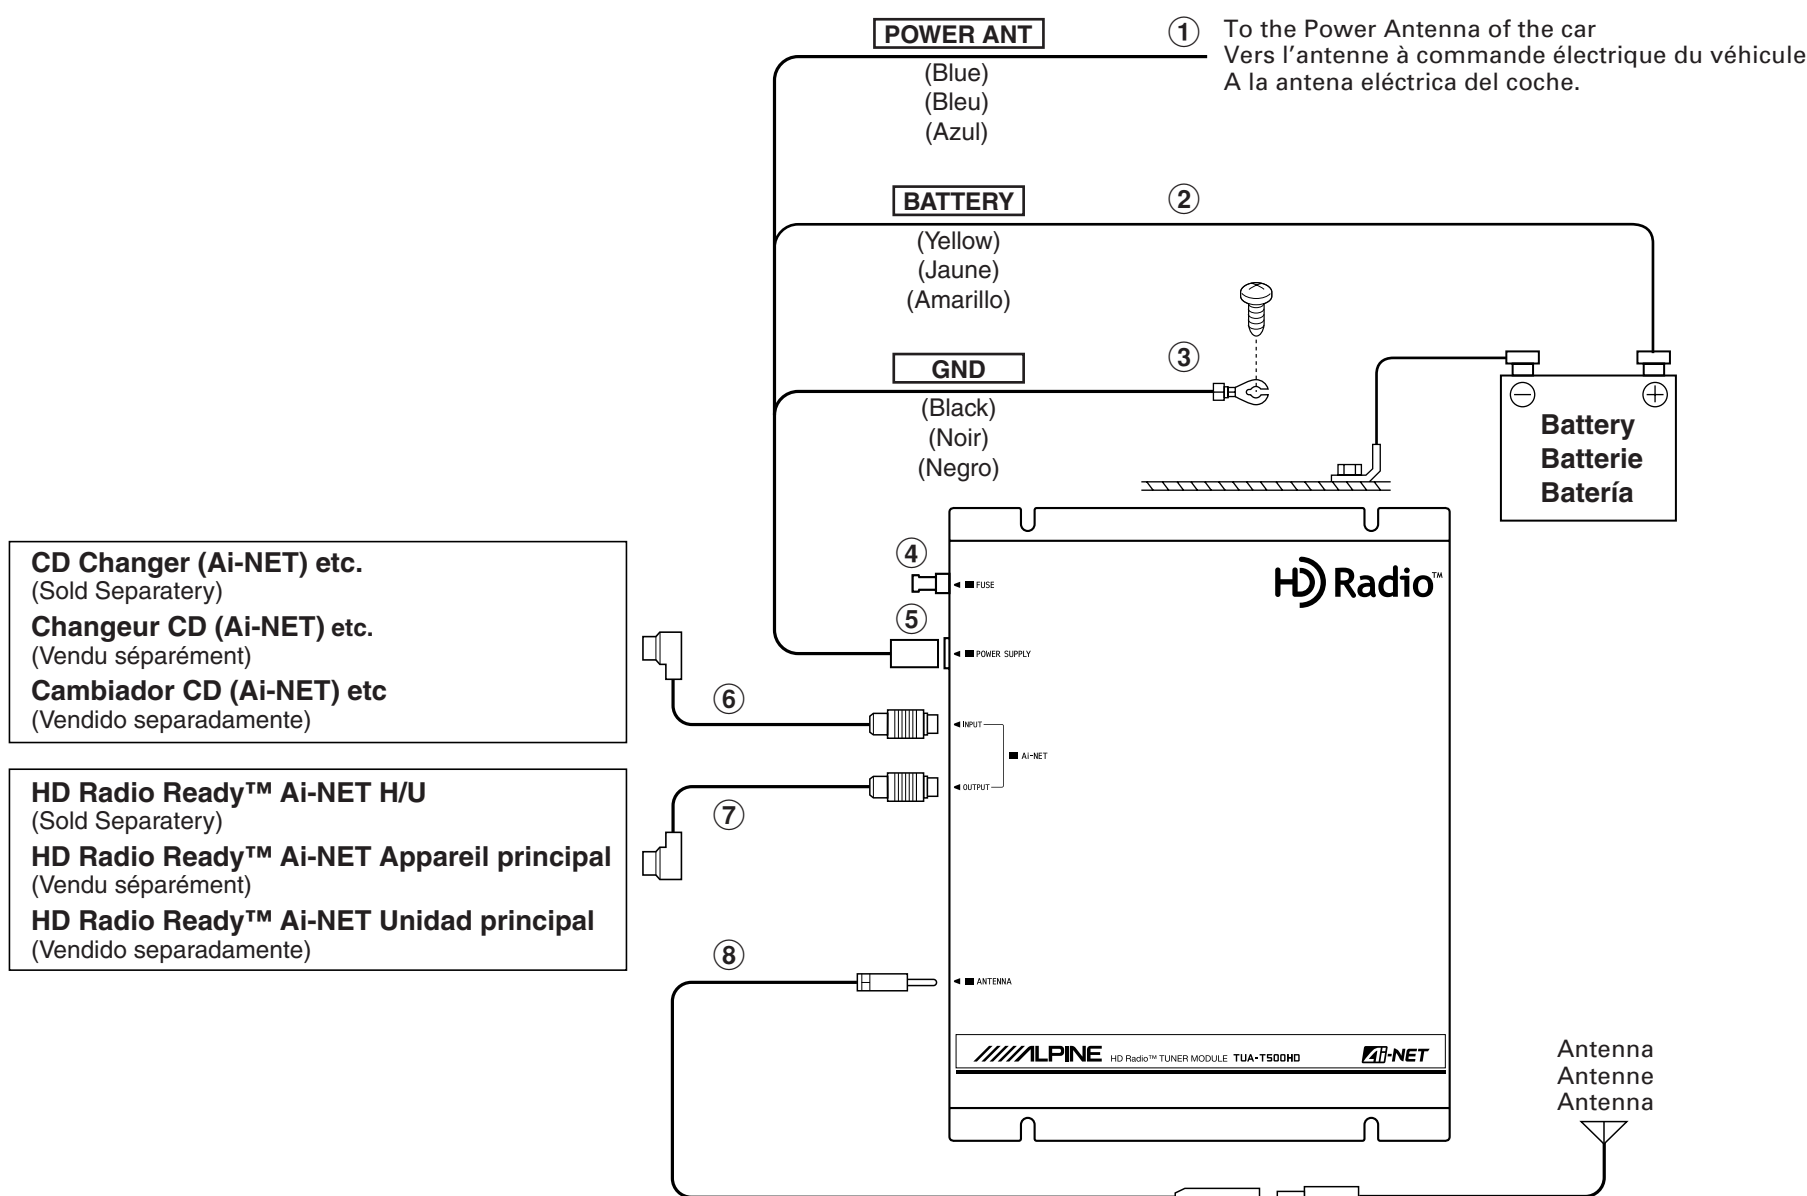 POWER ANT
(Blue)
(Bleu)
(Azul)
① To the Power Antenna of the car
Vers l'antenne à commande électrique du véhicule
A la antena eléctrica del coche.
BATTERY
②
(Yellow)
(Jaune)
(Amarillo)
GND
③
(Black)
(Noir)
(Negro)
Battery
Batterie
Batería
CD Changer (Ai-NET) etc.
(Sold Separatery)
Changeur CD (Ai-NET) etc.
(Vendu séparément)
Cambiador CD (Ai-NET) etc
(Vendido separadamente)
HD Radio Ready™ Ai-NET H/U
(Sold Separatery)
HD Radio Ready™ Ai-NET Appareil principal
(Vendu séparément)
HD Radio Ready™ Ai-NET Unidad principal
(Vendido separadamente)
④
FUSE
⑤
POWER SUPPLY
⑥
INPUT
Ai-NET
OUTPUT
⑦
⑧
ANTENNA
HD Radio™
ALPINE HD Radio™ TUNER MODULE TUA-T500HD Ai-NET
Antenna
Antenne
Antenna